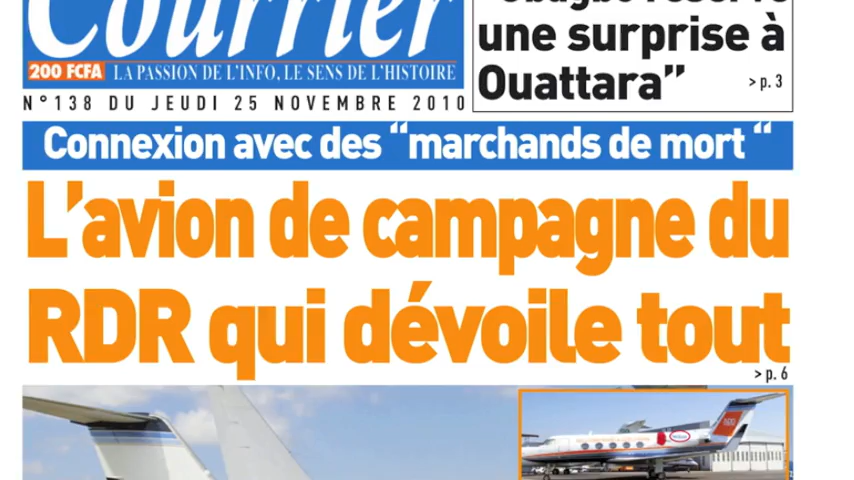 Courrier
200 FCFA LA PASSION DE L'INFO, LE SENS DE L'HISTOIRE
N°138 DU JEUDI 25 NOVEMBRE 2010
une surprise à
Ouattara”
> p. 3
Connexion avec des “marchands de mort “
L'avion de campagne du
RDR qui dévoile tout
> p. 6